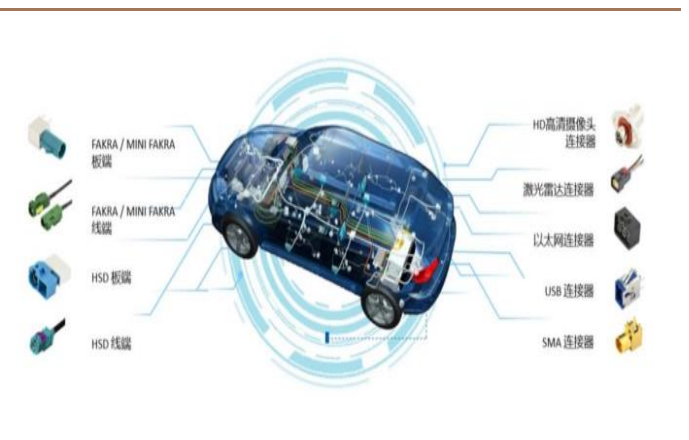 FAKRA / MINI FAKRA
板端
FAKRA / MINI FAKRA
线端
HSD 板端
HSD 线端
HD高清摄像头
连接器
激光雷达连接器
以太网连接器
USB 连接器
SMA 连接器